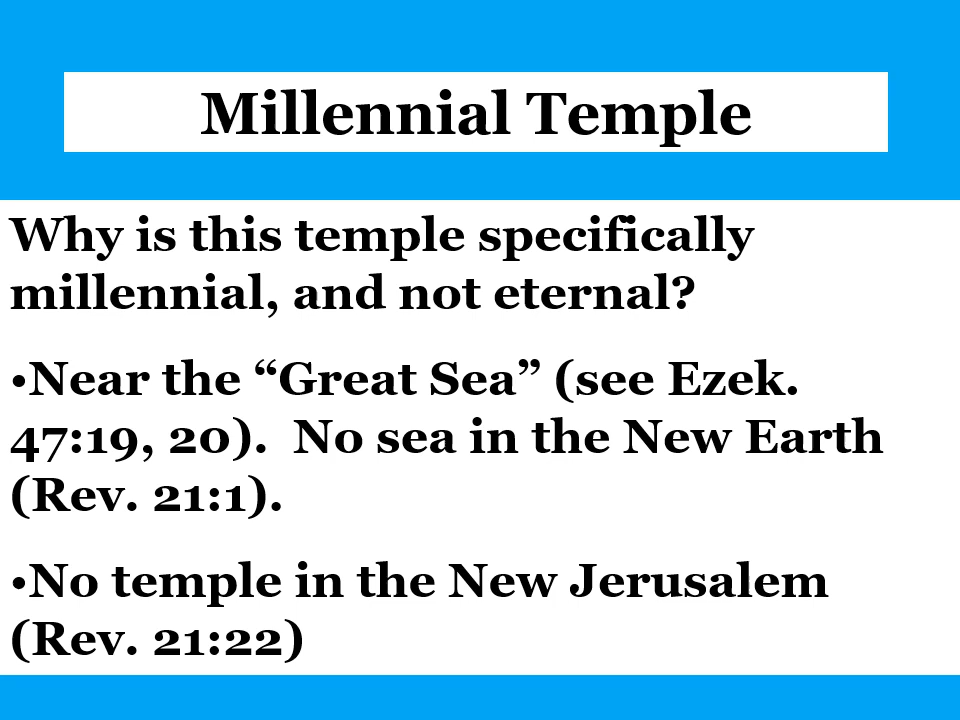 Millennial Temple
Why is this temple specifically
millennial, and not eternal?
•Near the “Great Sea” (see Ezek.
47:19, 20).  No sea in the New Earth
(Rev. 21:1).
•No temple in the New Jerusalem
(Rev. 21:22)